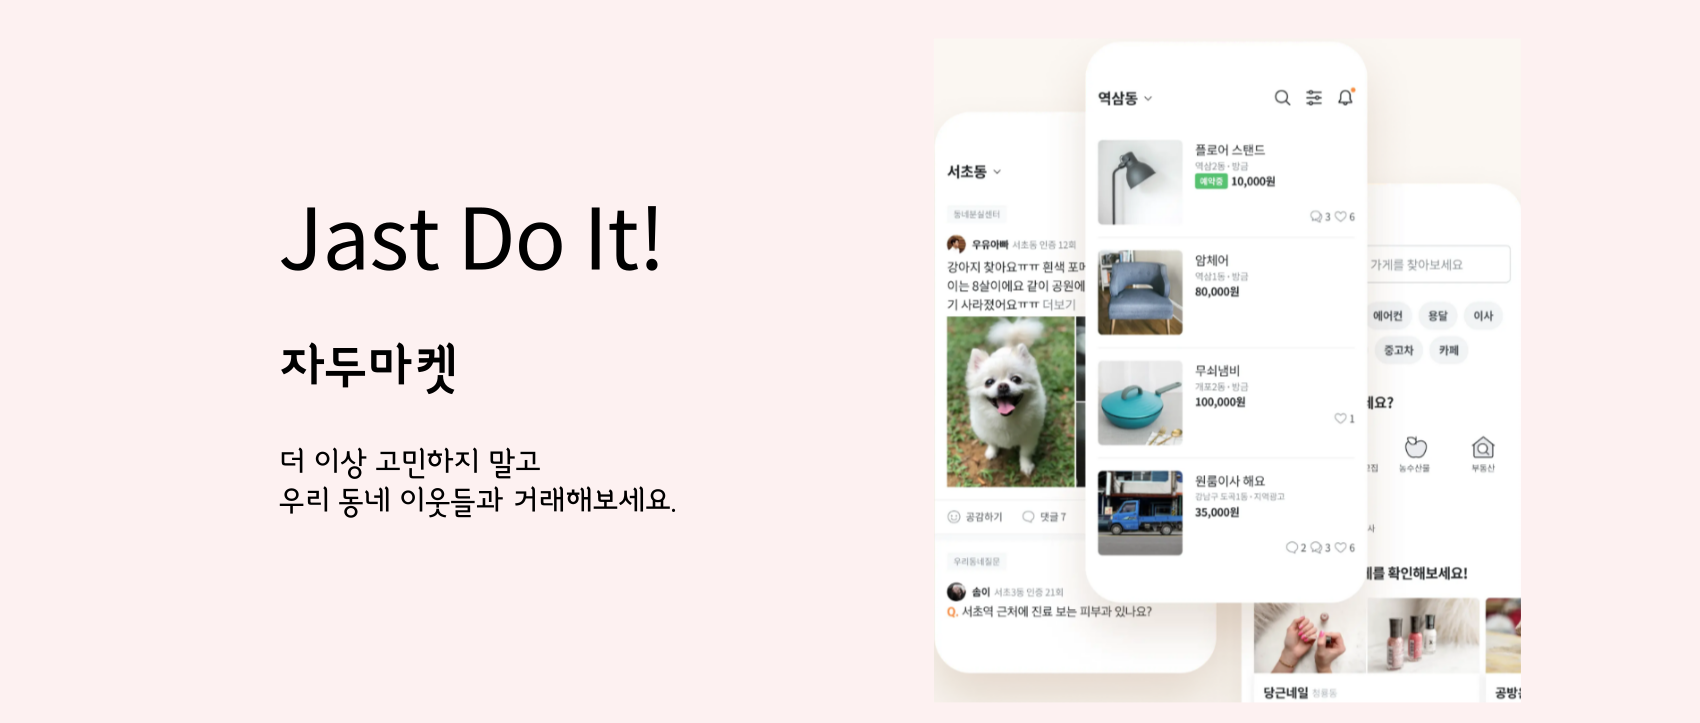 Jast Do It!
자두마켓
더 이상 고민하지 말고
우리 동네 이웃들과 거래해보세요.
서초동
동네분실센터
우유아빠 서초동 인증 12회
강아지 찾아요ㅠㅠ 흰색 포메
이는 8살이에요 같이 공원에
기 사라졌어요ㅠㅠ 더보기
공감하기 댓글 7
우리동네질문
솜이 서초3동 인증 21회
Q. 서초역 근처에 진료 보는 피부과 있나요?
역삼동
플로어 스탠드
역삼2동 · 방금
예약중 10,000원
3 6
암체어
역삼1동 · 방금
80,000원
무쇠냄비
개포2동 · 방금
100,000원
1
원룸이사 해요
강남구 도곡1동 · 지역광고
35,000원
2 3 6
가게를 찾아보세요
에어컨 용달 이사
중고차 카페
세요?
농수산물 부동산
사
를 확인해보세요!
당근네일
공방